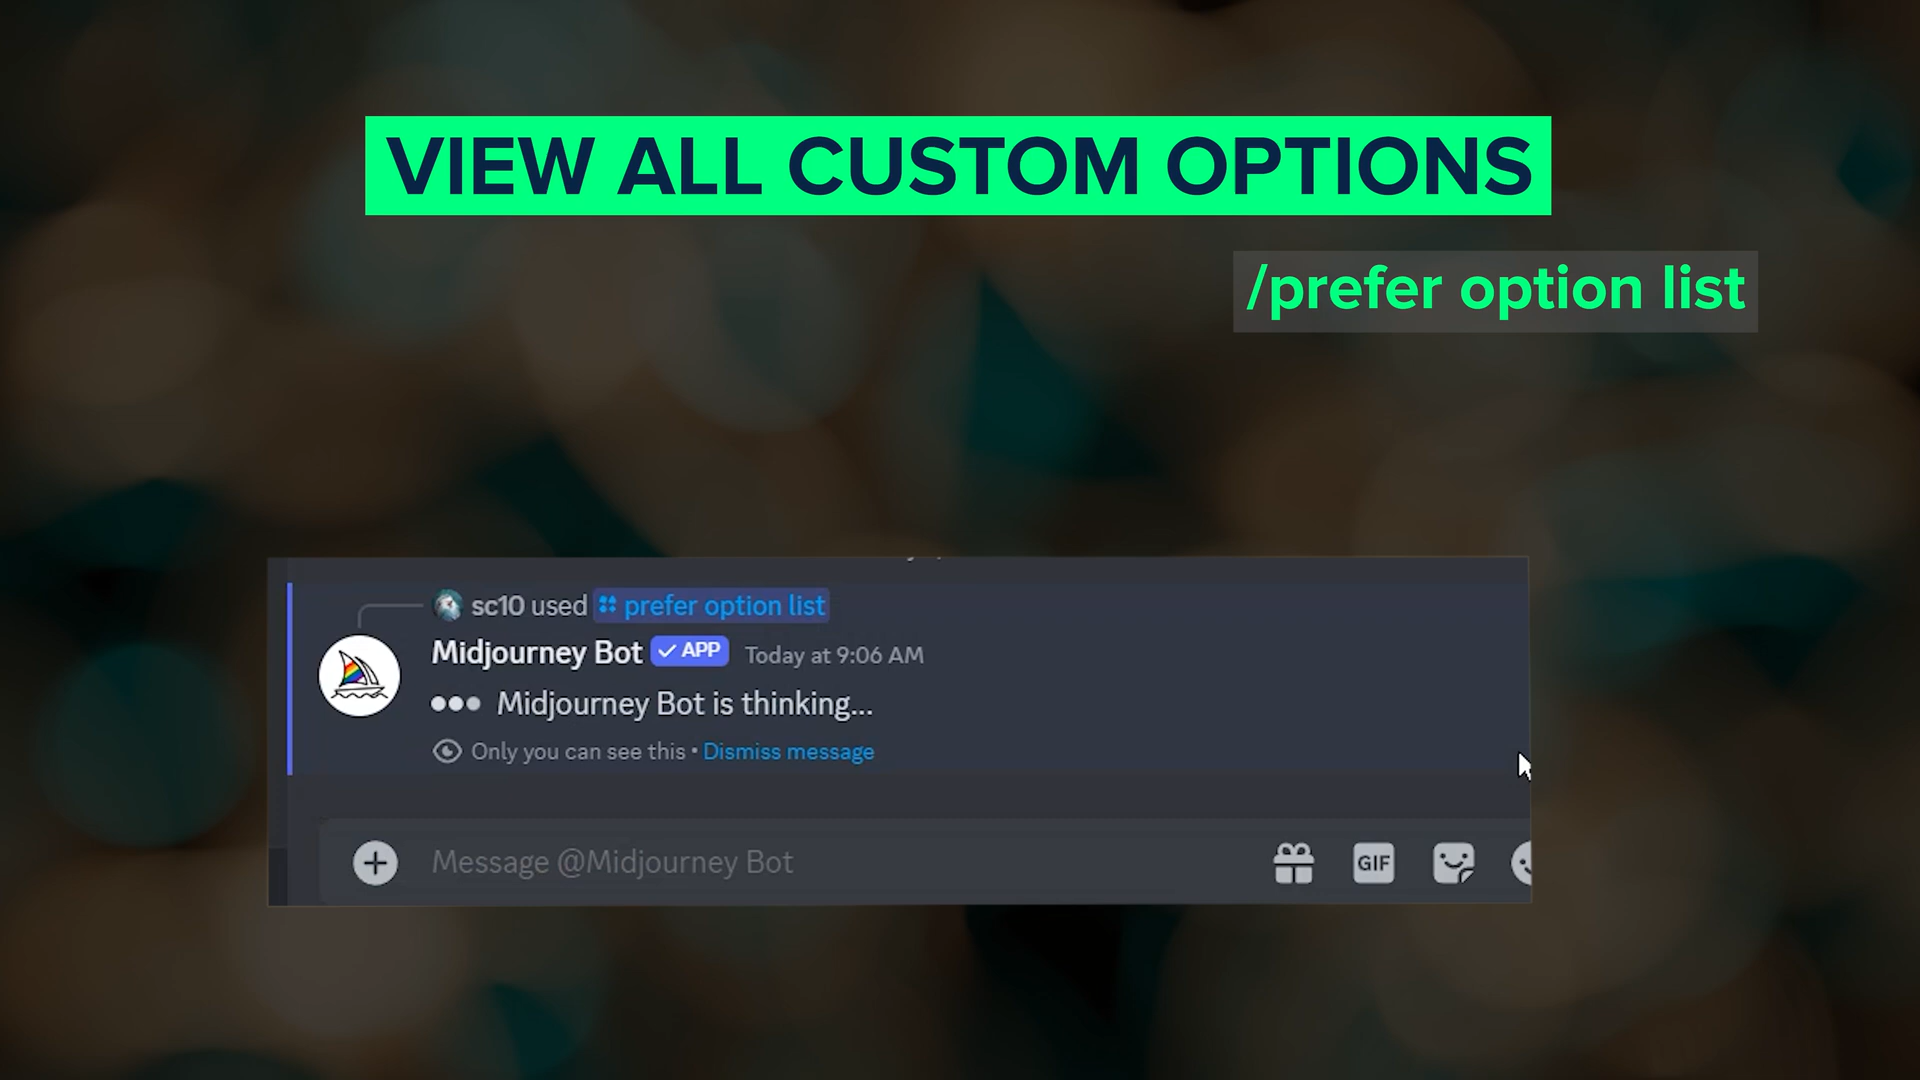 VIEW ALL CUSTOM OPTIONS
/prefer option list
sc10 used prefer option list
Midjourney Bot APP Today at 9:06 AM
Midjourney Bot is thinking...
Only you can see this • Dismiss message
Message @Midjourney Bot
GIF